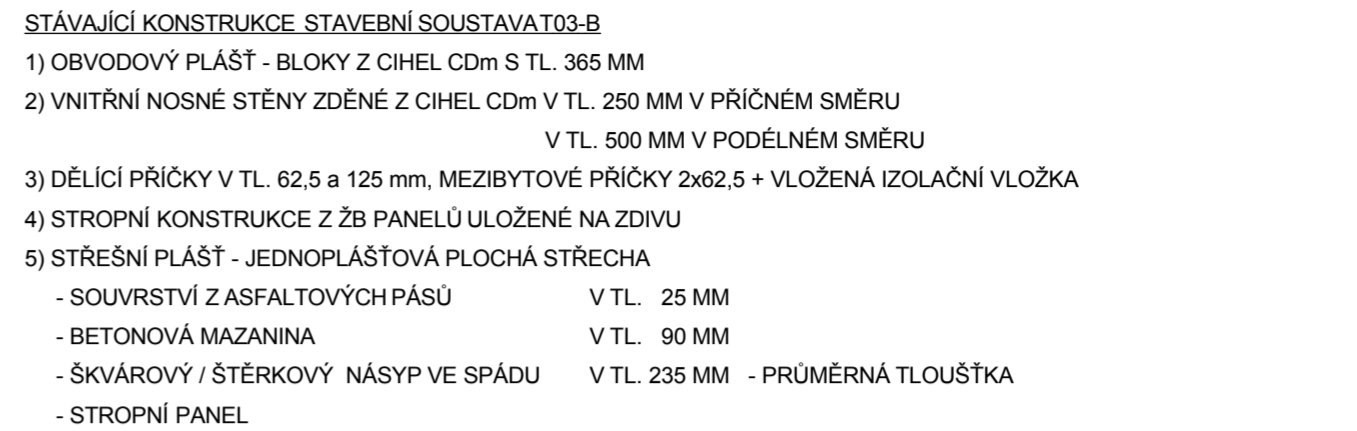 STÁVAJÍCÍ KONSTRUKCE STAVEBNÍ SOUSTAVA T03-B
1) OBVODOVÝ PLÁŠŤ - BLOKY Z CIHEL CDm S TL. 365 MM
2) VNITŘNÍ NOSNÉ STĚNY ZDĚNÉ Z CIHEL CDm V TL. 250 MM V PŘÍČNÉM SMĚRU
V TL. 500 MM V PODÉLNÉM SMĚRU
3) DĚLÍCÍ PŘÍČKY V TL. 62,5 a 125 mm, MEZIBYTOVÉ PŘÍČKY 2x62,5 + VLOŽENÁ IZOLAČNÍ VLOŽKA
4) STROPNÍ KONSTRUKCE Z ŽB PANELŮ ULOŽENÉ NA ZDIVU
5) STŘEŠNÍ PLÁŠŤ - JEDNOPLÁŠŤOVÁ PLOCHÁ STŘECHA
- SOUVRSTVÍ Z ASFALTOVÝCH PÁSŮ V TL. 25 MM
- BETONOVÁ MAZANINA V TL. 90 MM
- ŠKVÁROVÝ / ŠTĚRKOVÝ NÁSYP VE SPÁDU V TL. 235 MM - PRŮMĚRNÁ TLOUŠŤKA
- STROPNÍ PANEL